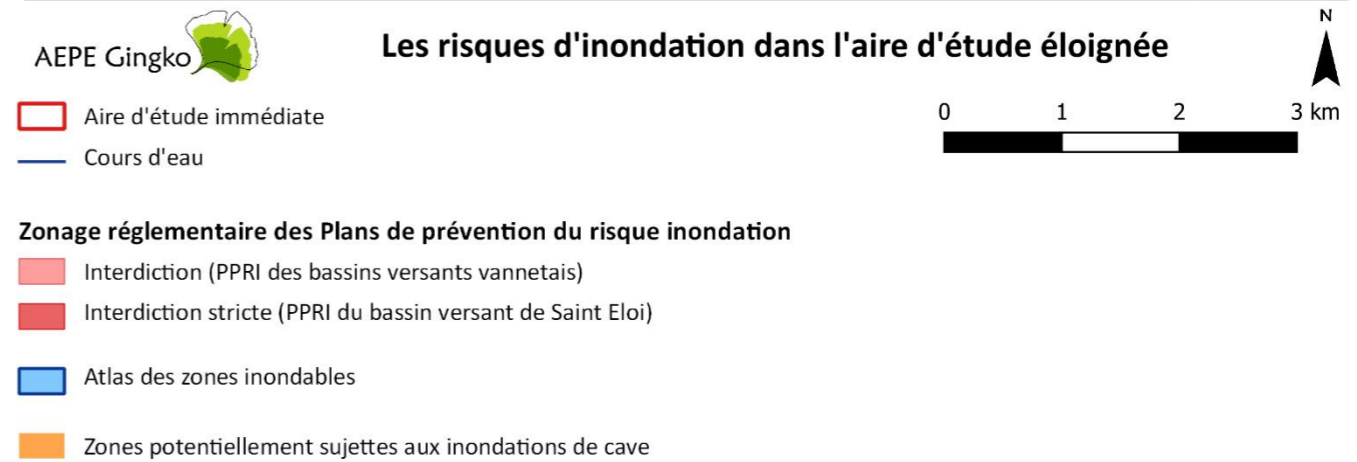 AEPE Gingko
Les risques d'inondation dans l'aire d'étude éloignée
N
Aire d'étude immédiate
0 1 2 3 km
Cours d'eau
Zonage réglementaire des Plans de prévention du risque inondation
Interdiction (PPRI des bassins versants vannetais)
Interdiction stricte (PPRI du bassin versant de Saint Eloi)
Atlas des zones inondables
Zones potentiellement sujettes aux inondations de cave